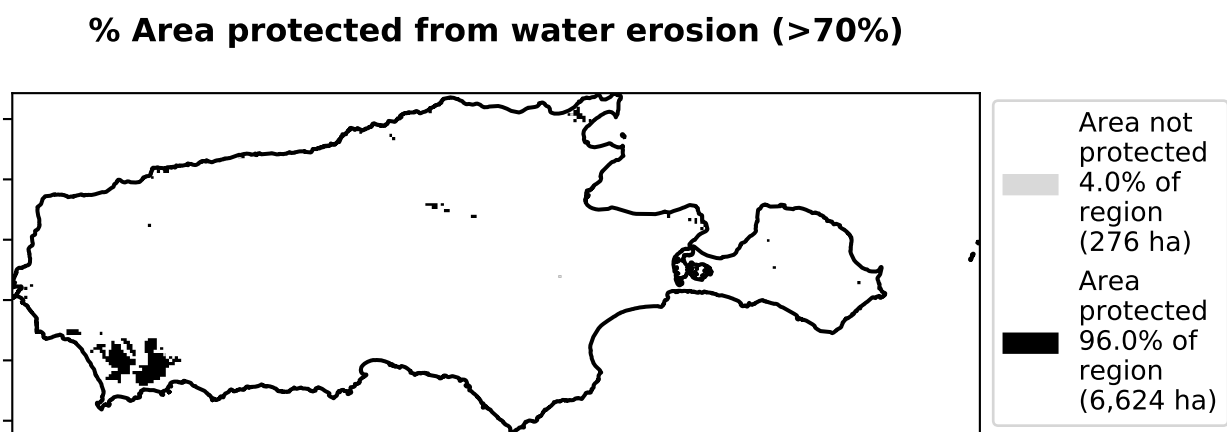 % Area protected from water erosion (>70%)
Area not
protected
4.0% of
region
(276 ha)
Area
protected
96.0% of
region
(6,624 ha)